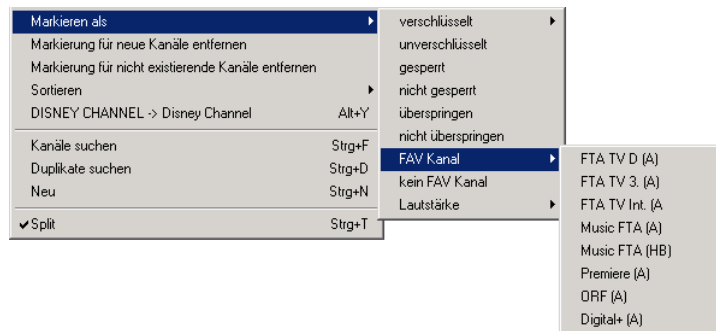 Markieren als
Markierung für neue Kanäle entfernen
Markierung für nicht existierende Kanäle entfernen
Sortieren
DISNEY CHANNEL -> Disney Channel Alt+Y
Kanäle suchen Strg+F
Duplikate suchen Strg+D
Neu Strg+N
Split Strg+T
verschlüsselt
unverschlüsselt
gesperrt
nicht gesperrt
überspringen
nicht überspringen
FAV Kanal
kein FAV Kanal
Lautstärke
FTA TV D (A)
FTA TV 3. (A)
FTA TV Int. (A
Music FTA (A)
Music FTA (HB)
Premiere (A)
ORF (A)
Digital+ (A)